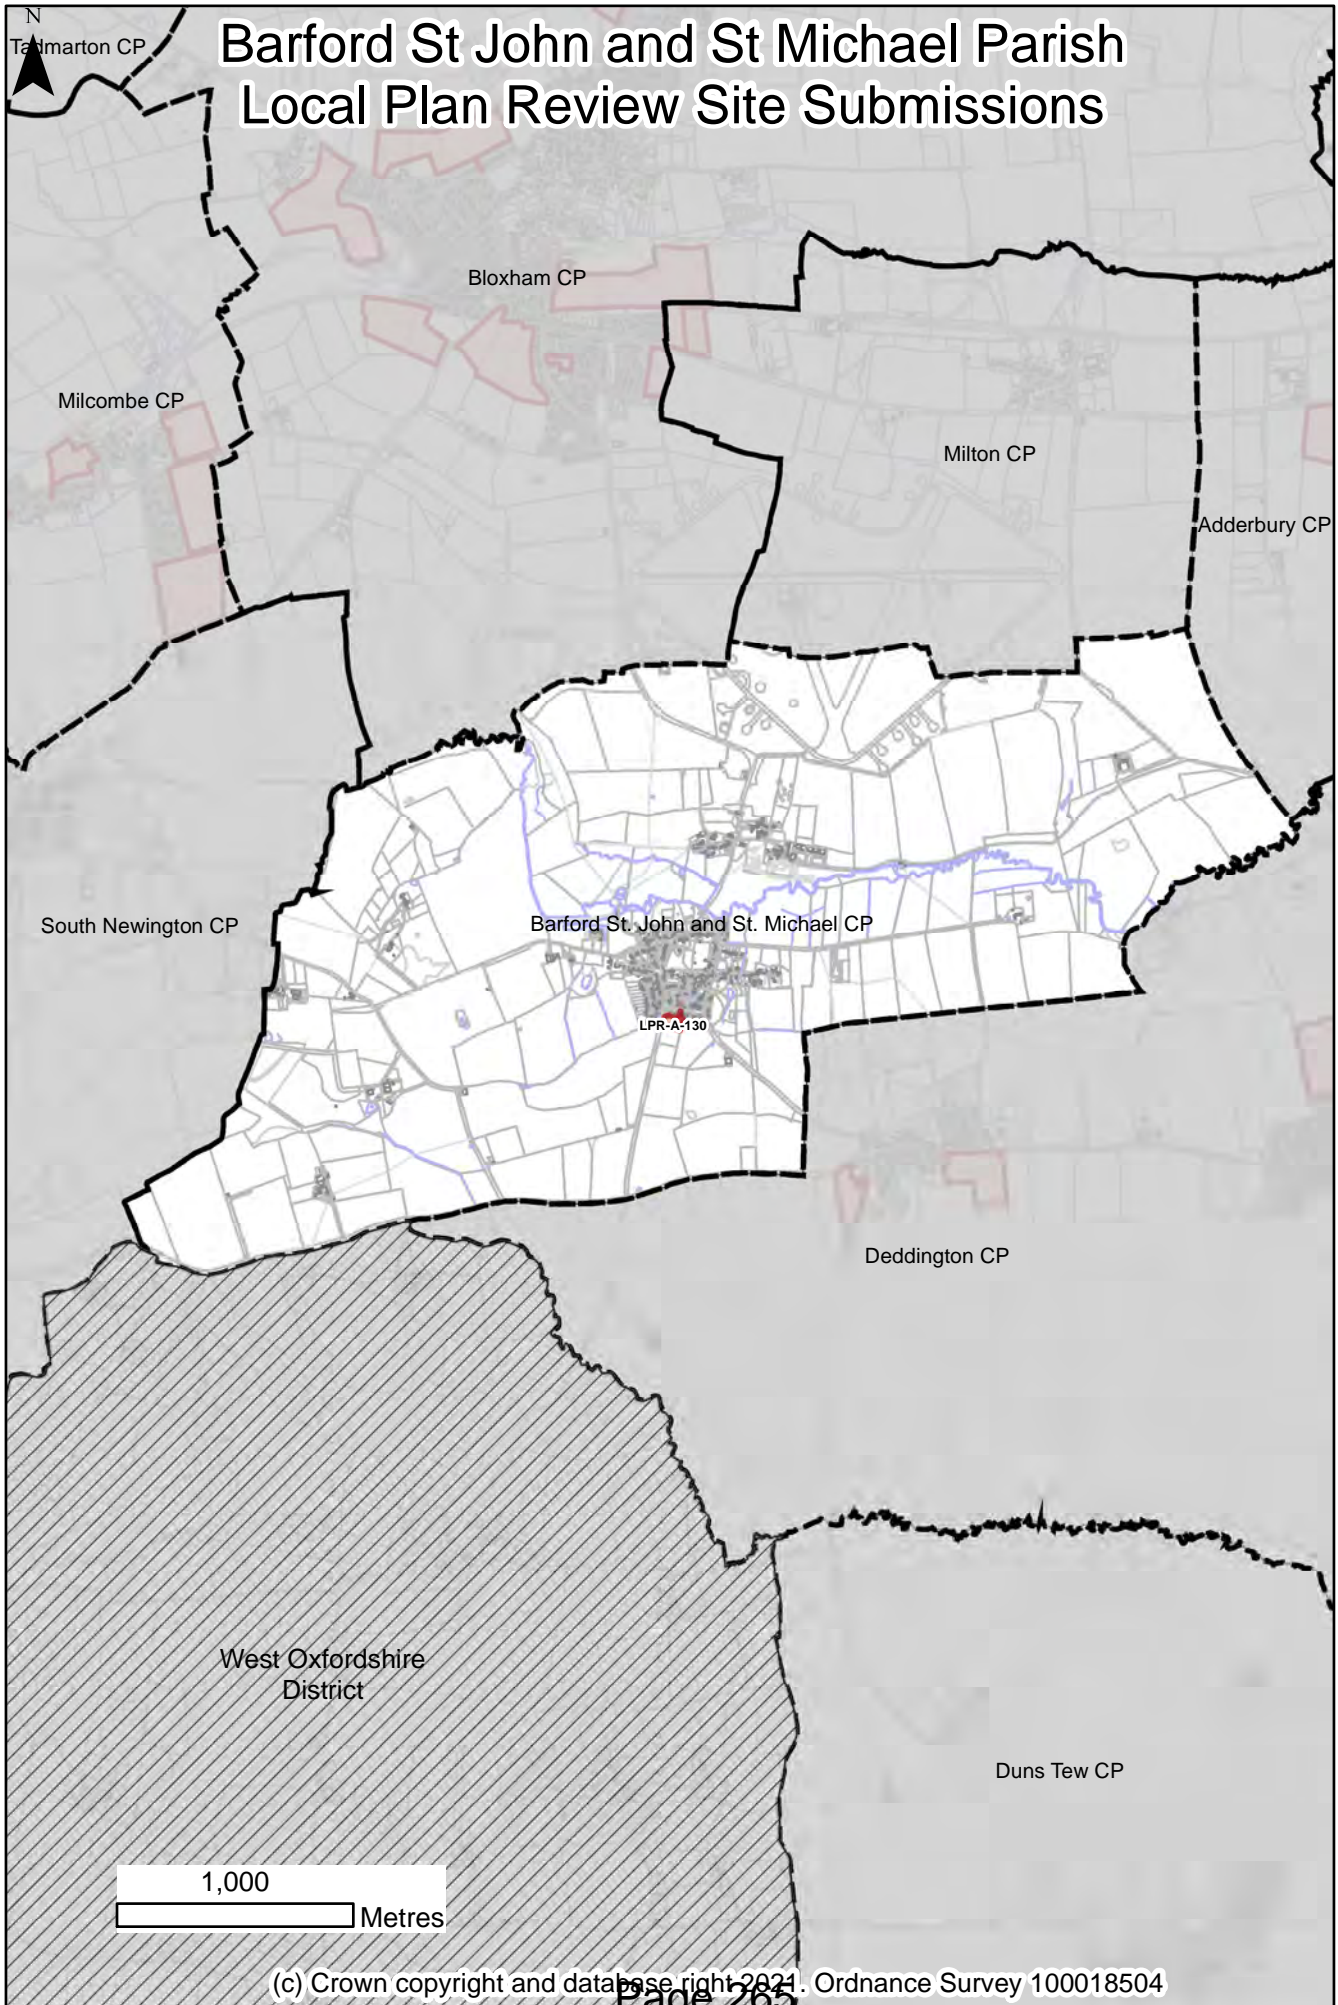 N
Tadmarton CP
Barford St John and St Michael Parish
Local Plan Review Site Submissions
Bloxham CP
Milcombe CP
Milton CP
Adderbury CP
South Newington CP
Barford St. John and St. Michael CP
LPR-A-130
Deddington CP
West Oxfordshire
District
Duns Tew CP
1,000
Metres
(c) Crown copyright and database right 2021. Ordnance Survey 100018504
Page 265